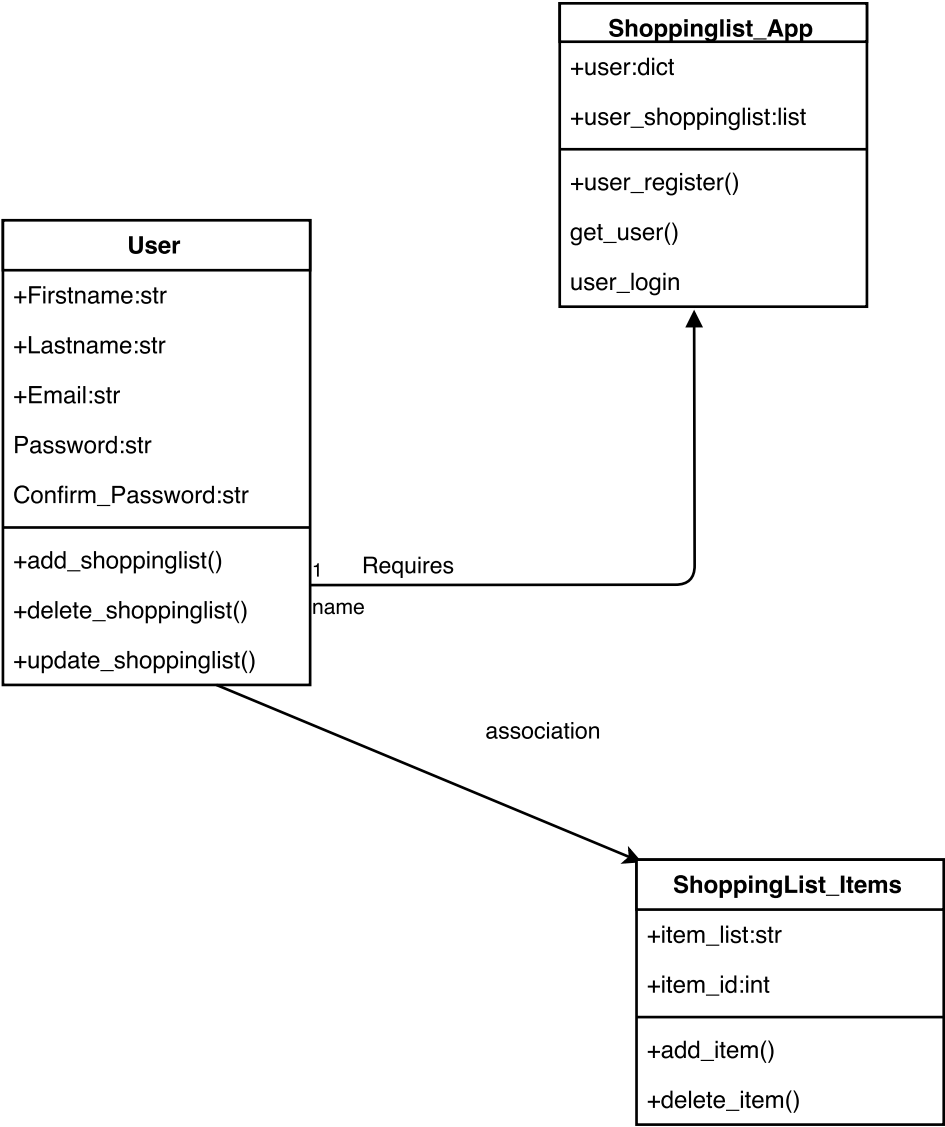 Shoppinglist_App
+user:dict
+user_shoppinglist:list
+user_register()
get_user()
user_login
User
+Firstname:str
+Lastname:str
+Email:str
Password:str
Confirm_Password:str
+add_shoppinglist()
+delete_shoppinglist()
+update_shoppinglist()
1
Requires
name
association
ShoppingList_Items
+item_list:str
+item_id:int
+add_item()
+delete_item()